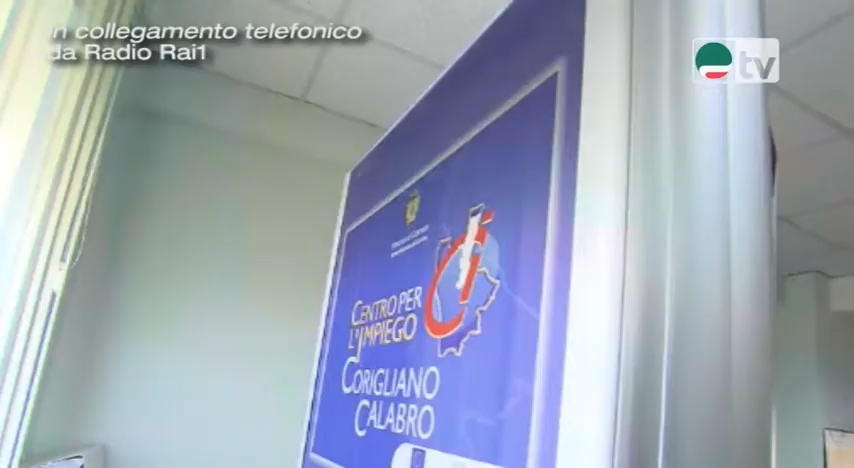 in collegamento telefonico
da Radio Rai1
tv
CENTRO PER
L'IMPIEGO
CORIGLIANO
CALABRO